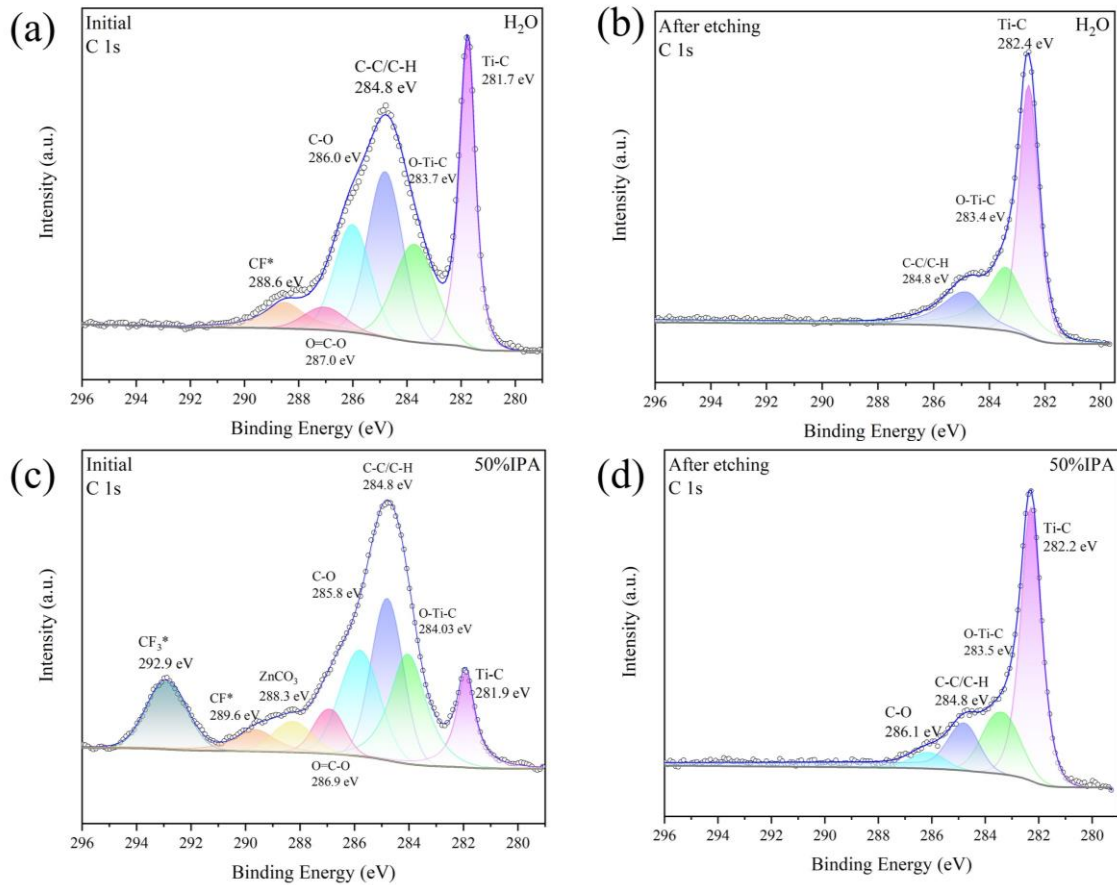 (a)
Initial
C 1s
H₂O
Ti-C
281.7 eV
C-C/C-H
284.8 eV
C-O
286.0 eV
O-Ti-C
283.7 eV
CF*
288.6 eV
O=C-O
287.0 eV
Intensity (a.u.)
296 294 292 290 288 286 284 282 280
Binding Energy (eV)
(b)
After etching
C 1s
H₂O
Ti-C
282.4 eV
O-Ti-C
283.4 eV
C-C/C-H
284.8 eV
Intensity (a.u.)
296 294 292 290 288 286 284 282 280
Binding Energy (eV)
(c)
Initial
C 1s
50%IPA
C-C/C-H
284.8 eV
C-O
285.8 eV
O-Ti-C
284.03 eV
CF₃*
292.9 eV
CF*
289.6 eV
ZnCO₃
288.3 eV
Ti-C
281.9 eV
O=C-O
286.9 eV
Intensity (a.u.)
296 294 292 290 288 286 284 282 280
Binding Energy (eV)
(d)
After etching
C 1s
50%IPA
Ti-C
282.2 eV
O-Ti-C
283.5 eV
C-C/C-H
284.8 eV
C-O
286.1 eV
Intensity (a.u.)
296 294 292 290 288 286 284 282 280
Binding Energy (eV)